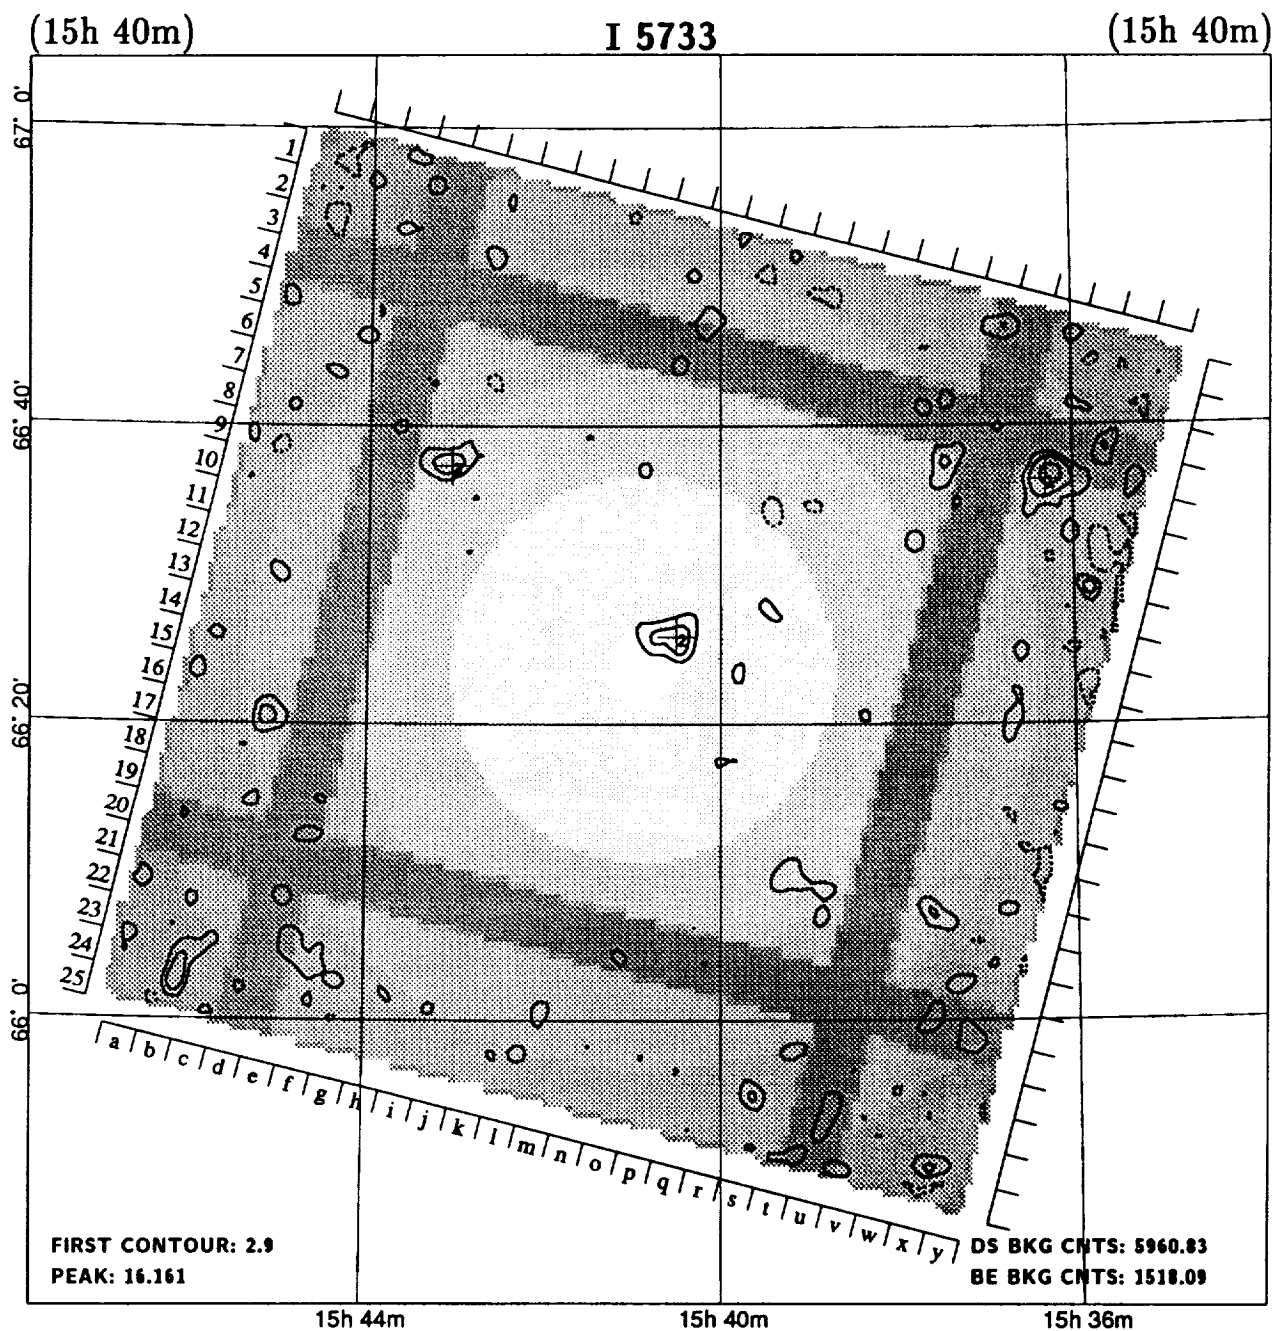 (15h 40m)
I 5733
(15h 40m)
67° 0'
66° 40'
66° 20'
66° 0'
1
2
3
4
5
6
7
8
9
10
11
12
13
14
15
16
17
18
19
20
21
22
23
24
25
a b c d e f g h i j k l m n o p q r s t u v w x y
2
FIRST CONTOUR: 2.9
PEAK: 16.161
DS BKG CNTS: 5960.83
BE BKG CNTS: 1518.09
15h 44m
15h 40m
15h 36m